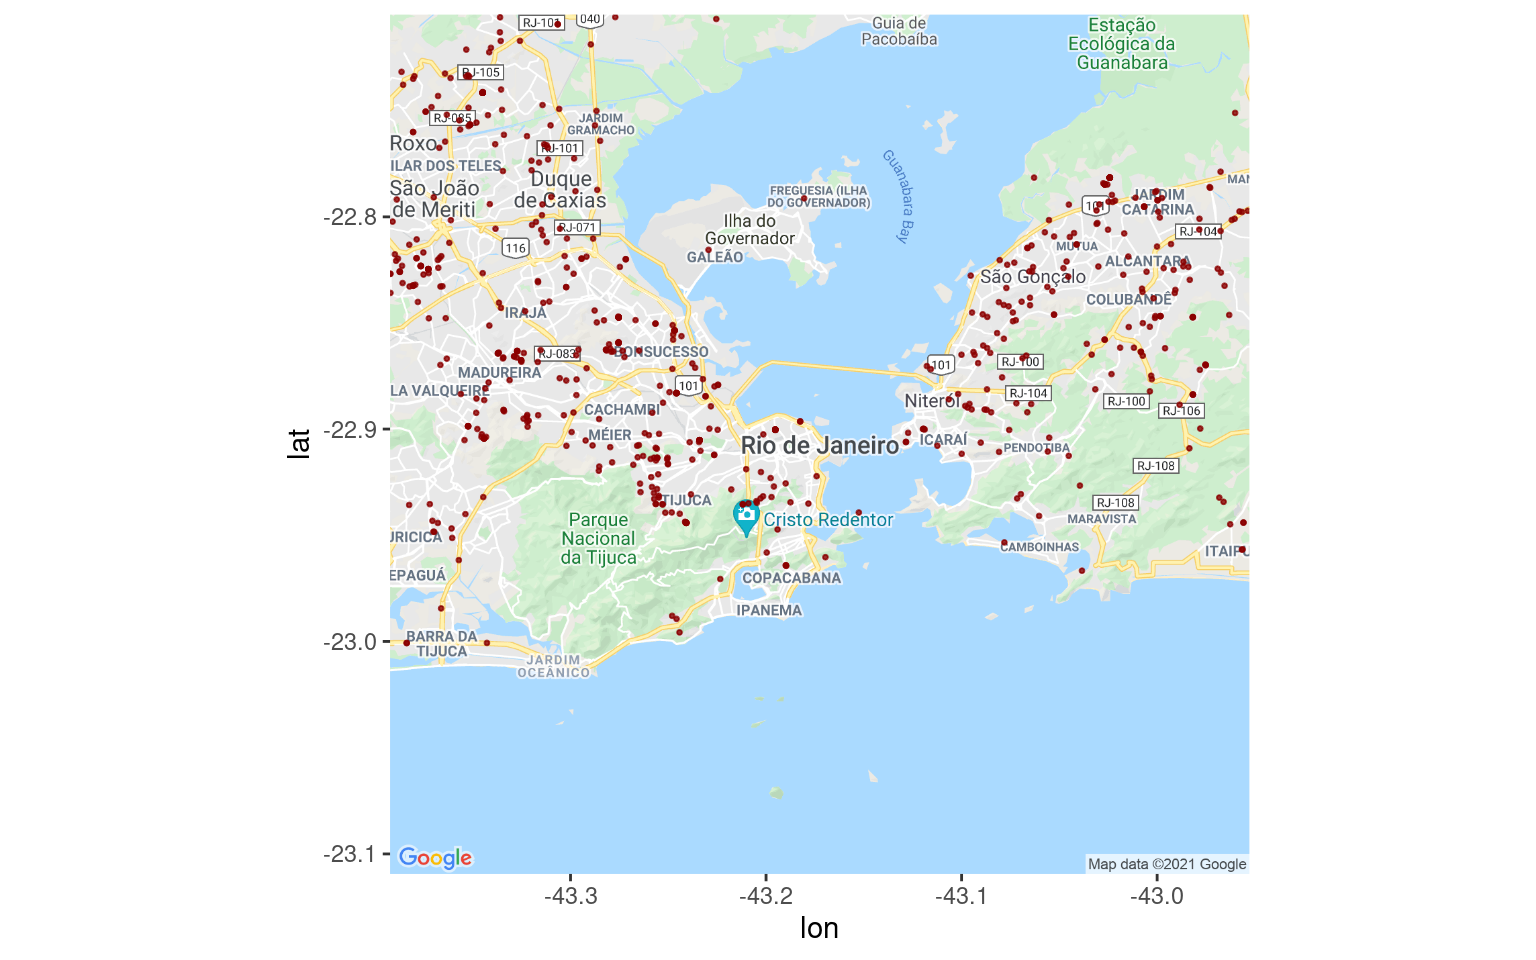 RJ-101
040
Guia de
Pacobaíba
Estação
Ecológica da
Guanabara
RJ-105
RJ-085
JARDIM
GRAMACHO
Roxo
RJ-101
ILAR DOS TELES
Guanabara Bay
São João
de Meriti
Duque
de Caxias
FREGUESIA (ILHA
DO GOVERNADOR)
MAN
JARDIM
CATARINA
101
RJ-071
RJ-104
116
Ilha do
Governador
GALEÃO
MUTUA
ALCANTARA
São Gonçalo
COLUBANDÊ
IRAJÁ
RJ-083
BONSUCESSO
MADUREIRA
101
RJ-100
LA VALQUEIRE
101
RJ-104
Niterói
RJ-100
RJ-106
CACHAMBI
MÉIER
Rio de Janeiro
ICARAÍ
PENDOTIBA
RJ-108
TIJUCA
RJ-108
Cristo Redentor
MARAVISTA
Parque
Nacional
da Tijuca
URICICA
CAMBOINHAS
ITAIPU
EPAGUÁ
COPACABANA
IPANEMA
BARRA DA
TIJUCA
JARDIM
OCEÂNICO
Google
Map data ©2021 Google
-22.8
-22.9
-23.0
-23.1
lat
-43.3
-43.2
-43.1
-43.0
lon